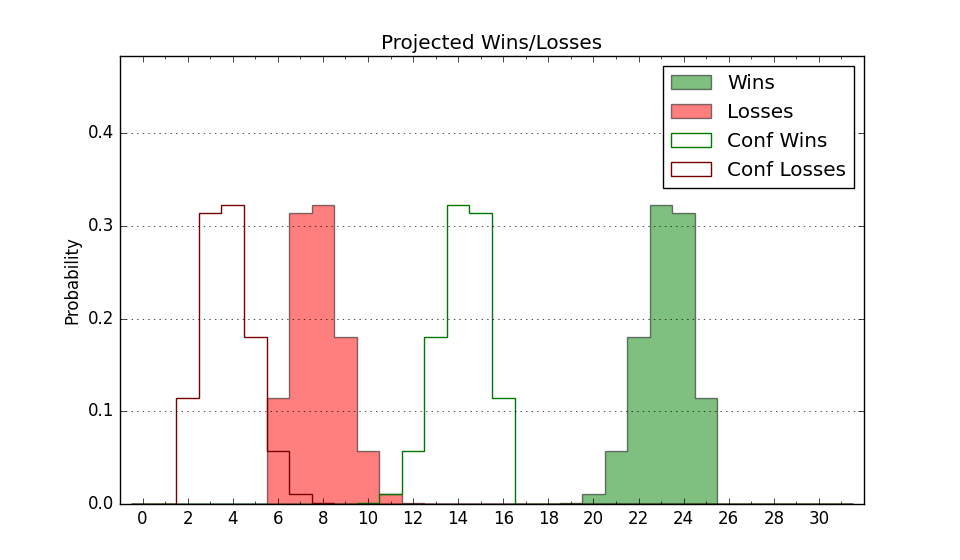 Projected Wins/Losses
Wins
Losses
Conf Wins
Conf Losses
Probability
0.4
0.3
0.2
0.1
0.0
0 2 4 6 8 10 12 14 16 18 20 22 24 26 28 30